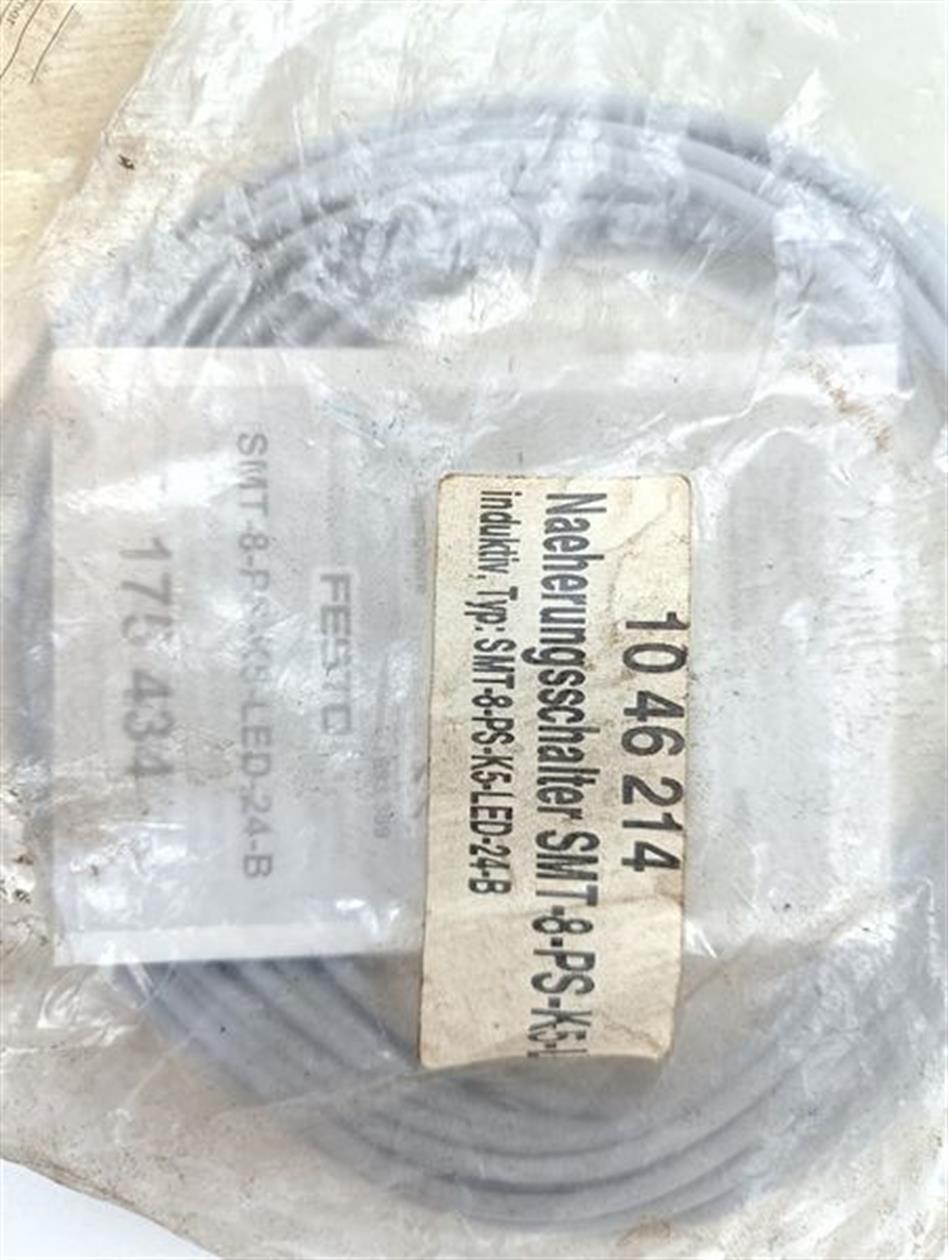 10 46 214
Naeherungsschalter SMT-8-PS-K5-L
induktiv, Typ: SMT-8-PS-K5-LED-24-B
FESTO
SMT-8-PS-K5-LED-24-B
175 434